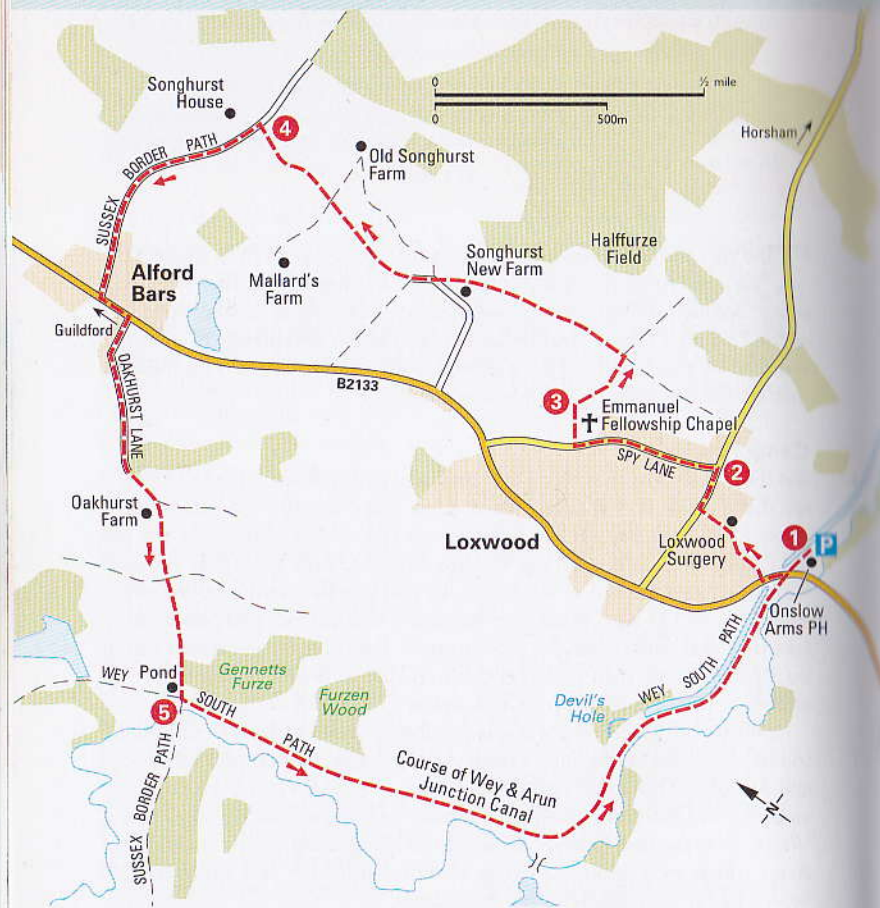 Songhurst
House
4
SUSSEX BORDER PATH
Old Songhurst
Farm
0
½ mile
0
500m
Horsham
Halffurze
Field
Songhurst
New Farm
Mallard's
Farm
Alford
Bars
Guildford
B2133
OAKHURST LANE
3
Emmanuel
Fellowship Chapel
SPY LANE
2
Oakhurst
Farm
Loxwood
Loxwood
Surgery
1
P
Onslow
Arms PH
WEY SOUTH PATH
Devil's
Hole
Gennetts
Furze
Furzen
Wood
WEY
Pond
5
SOUTH
PATH
Course of Wey & Arun
Junction Canal
SUSSEX BORDER PATH
N